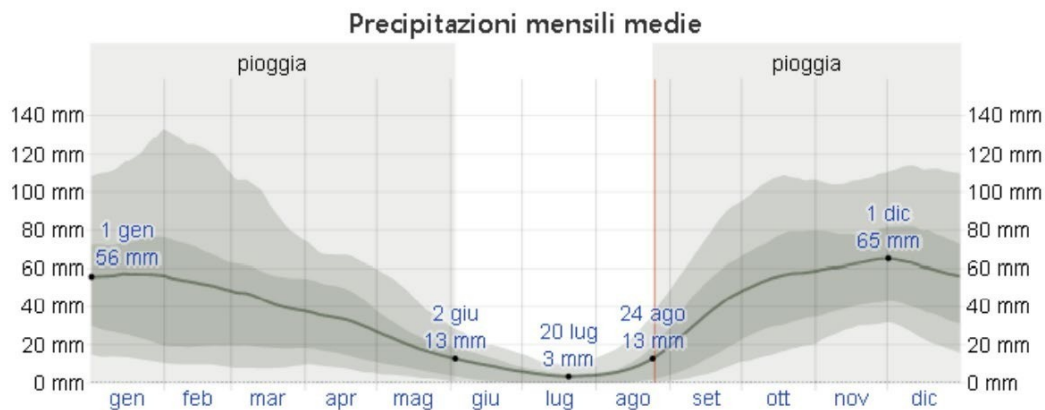 Precipitazioni mensili medie
pioggia pioggia
140 mm 140 mm
120 mm 120 mm
100 mm 100 mm
80 mm 80 mm
60 mm 60 mm
40 mm 40 mm
20 mm 20 mm
0 mm 0 mm
1 gen
56 mm
2 giu
13 mm
20 lug
3 mm
24 ago
13 mm
1 dic
65 mm
gen feb mar apr mag giu lug ago set ott nov dic